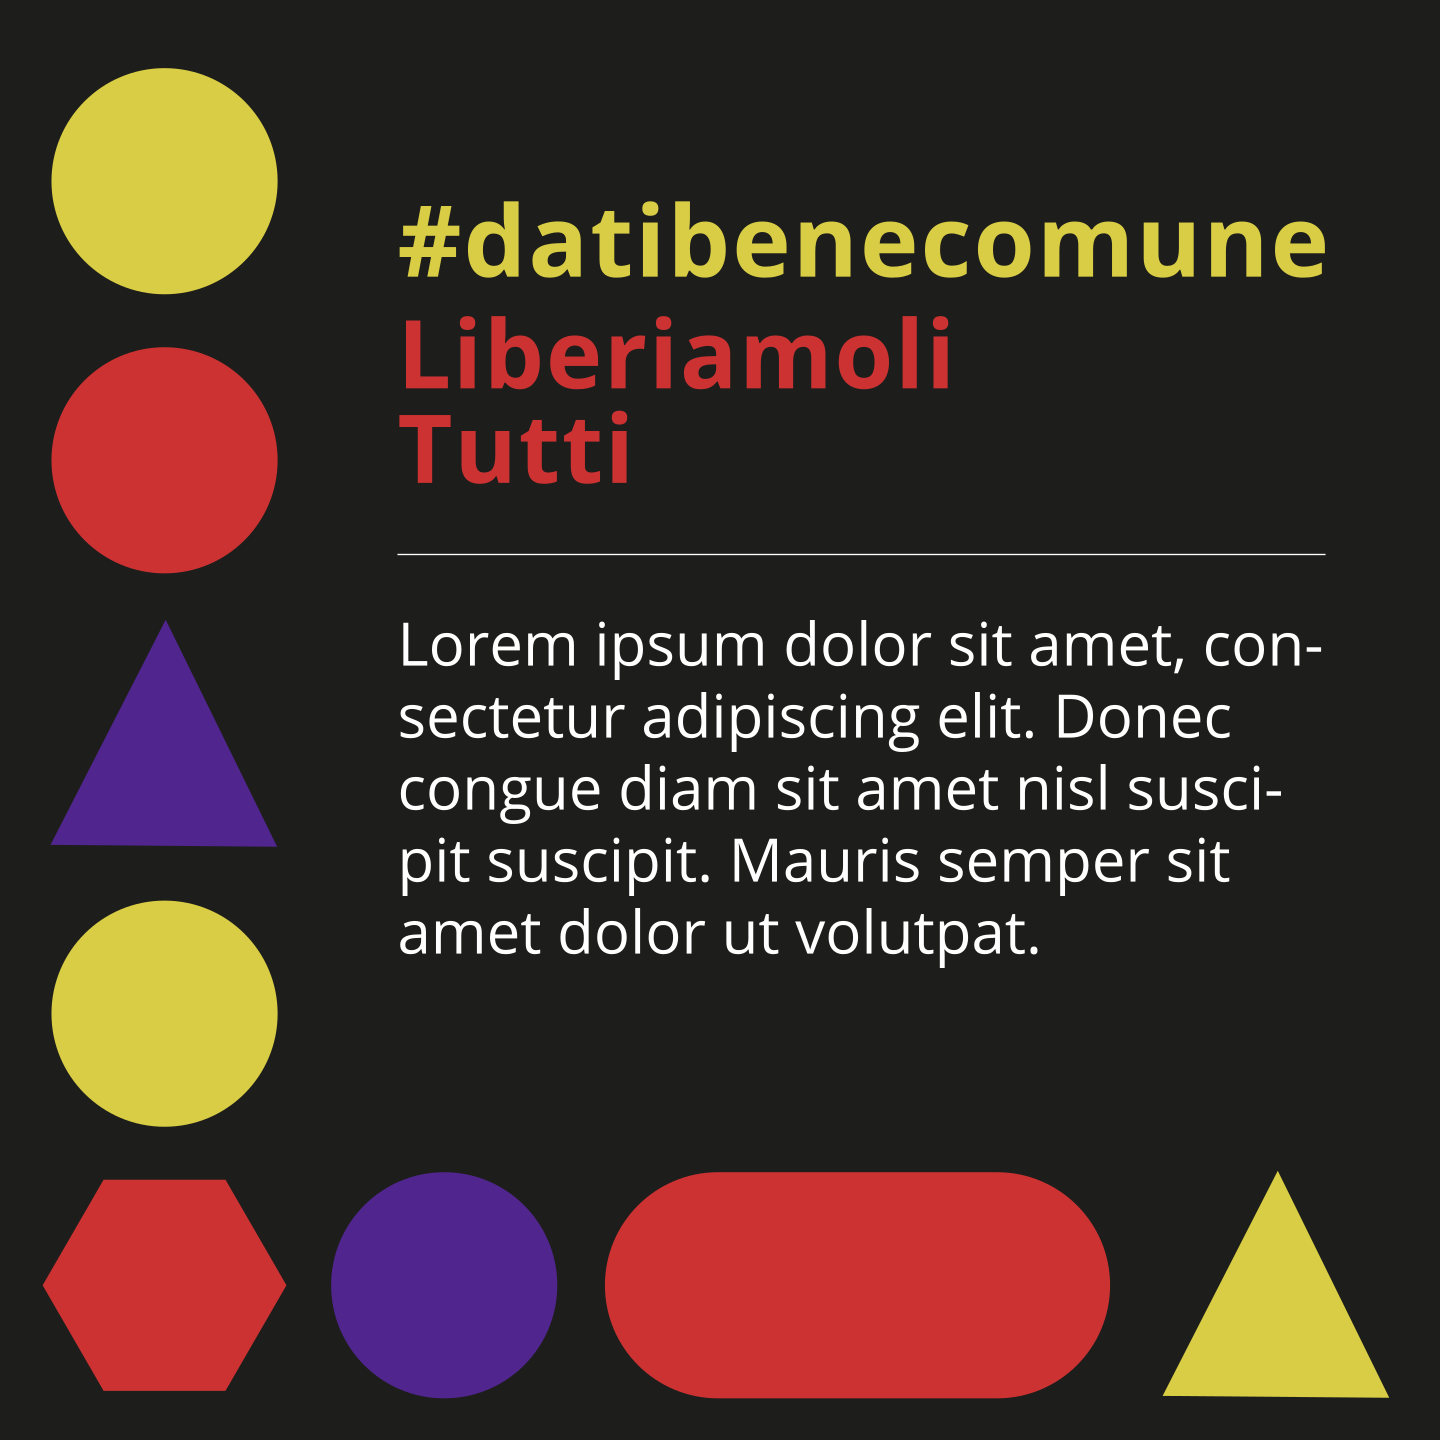 #datibenecomune
Liberiamoli
Tutti
Lorem ipsum dolor sit amet, con-
sectetur adipiscing elit. Donec
congue diam sit amet nisl susci-
pit suscipit. Mauris semper sit
amet dolor ut volutpat.